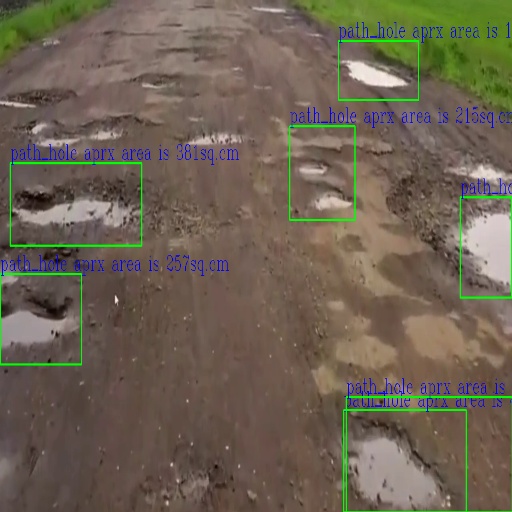 path_hole aprx area is 1
path_hole aprx area is 215sq.cm
path_hole aprx area is 381sq.cm
path_ho
path_hole aprx area is 257sq.cm
path_hole aprx area is
path_hole aprx area is